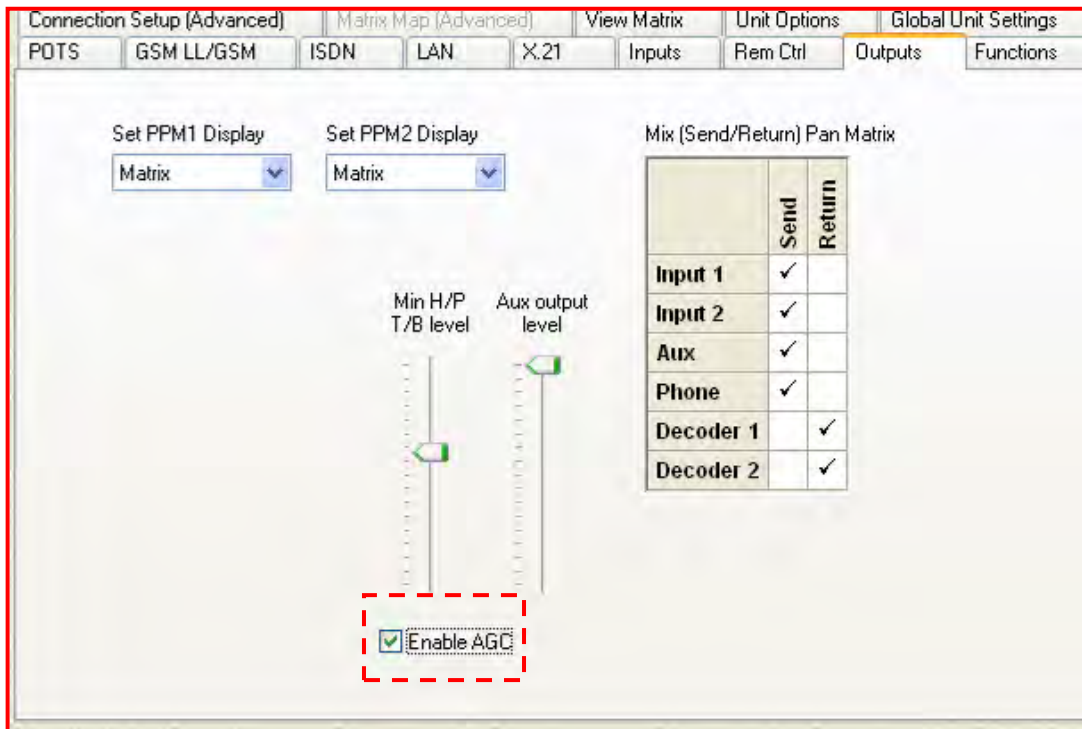 Connection Setup (Advanced) Matrix Map (Advanced) View Matrix Unit Options Global Unit Settings
POTS GSM LL/GSM ISDN LAN X.21 Inputs Rem Ctrl Outputs Functions
Set PPM1 Display Set PPM2 Display Mix (Send/Return) Pan Matrix
Matrix Matrix
Send Return
Input 1
Input 2
Aux
Phone
Decoder 1
Decoder 2
Min H/P
T/B level
Aux output
level
Enable AGC